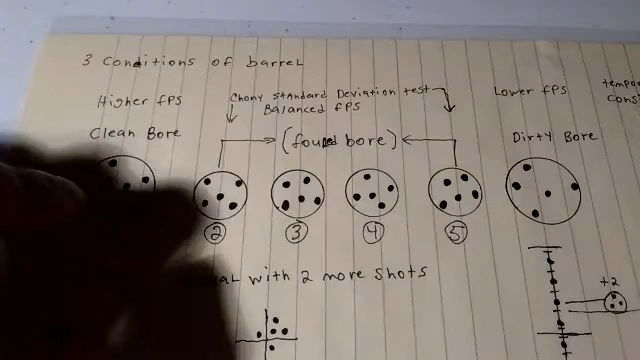 3 Conditions of barrel
Higher fps
Chony standard Deviation test
Balanced fps
Lower fps
Clean Bore
(fouled bore)
Dirty Bore
2
3
4
5
with 2 more shots
+2